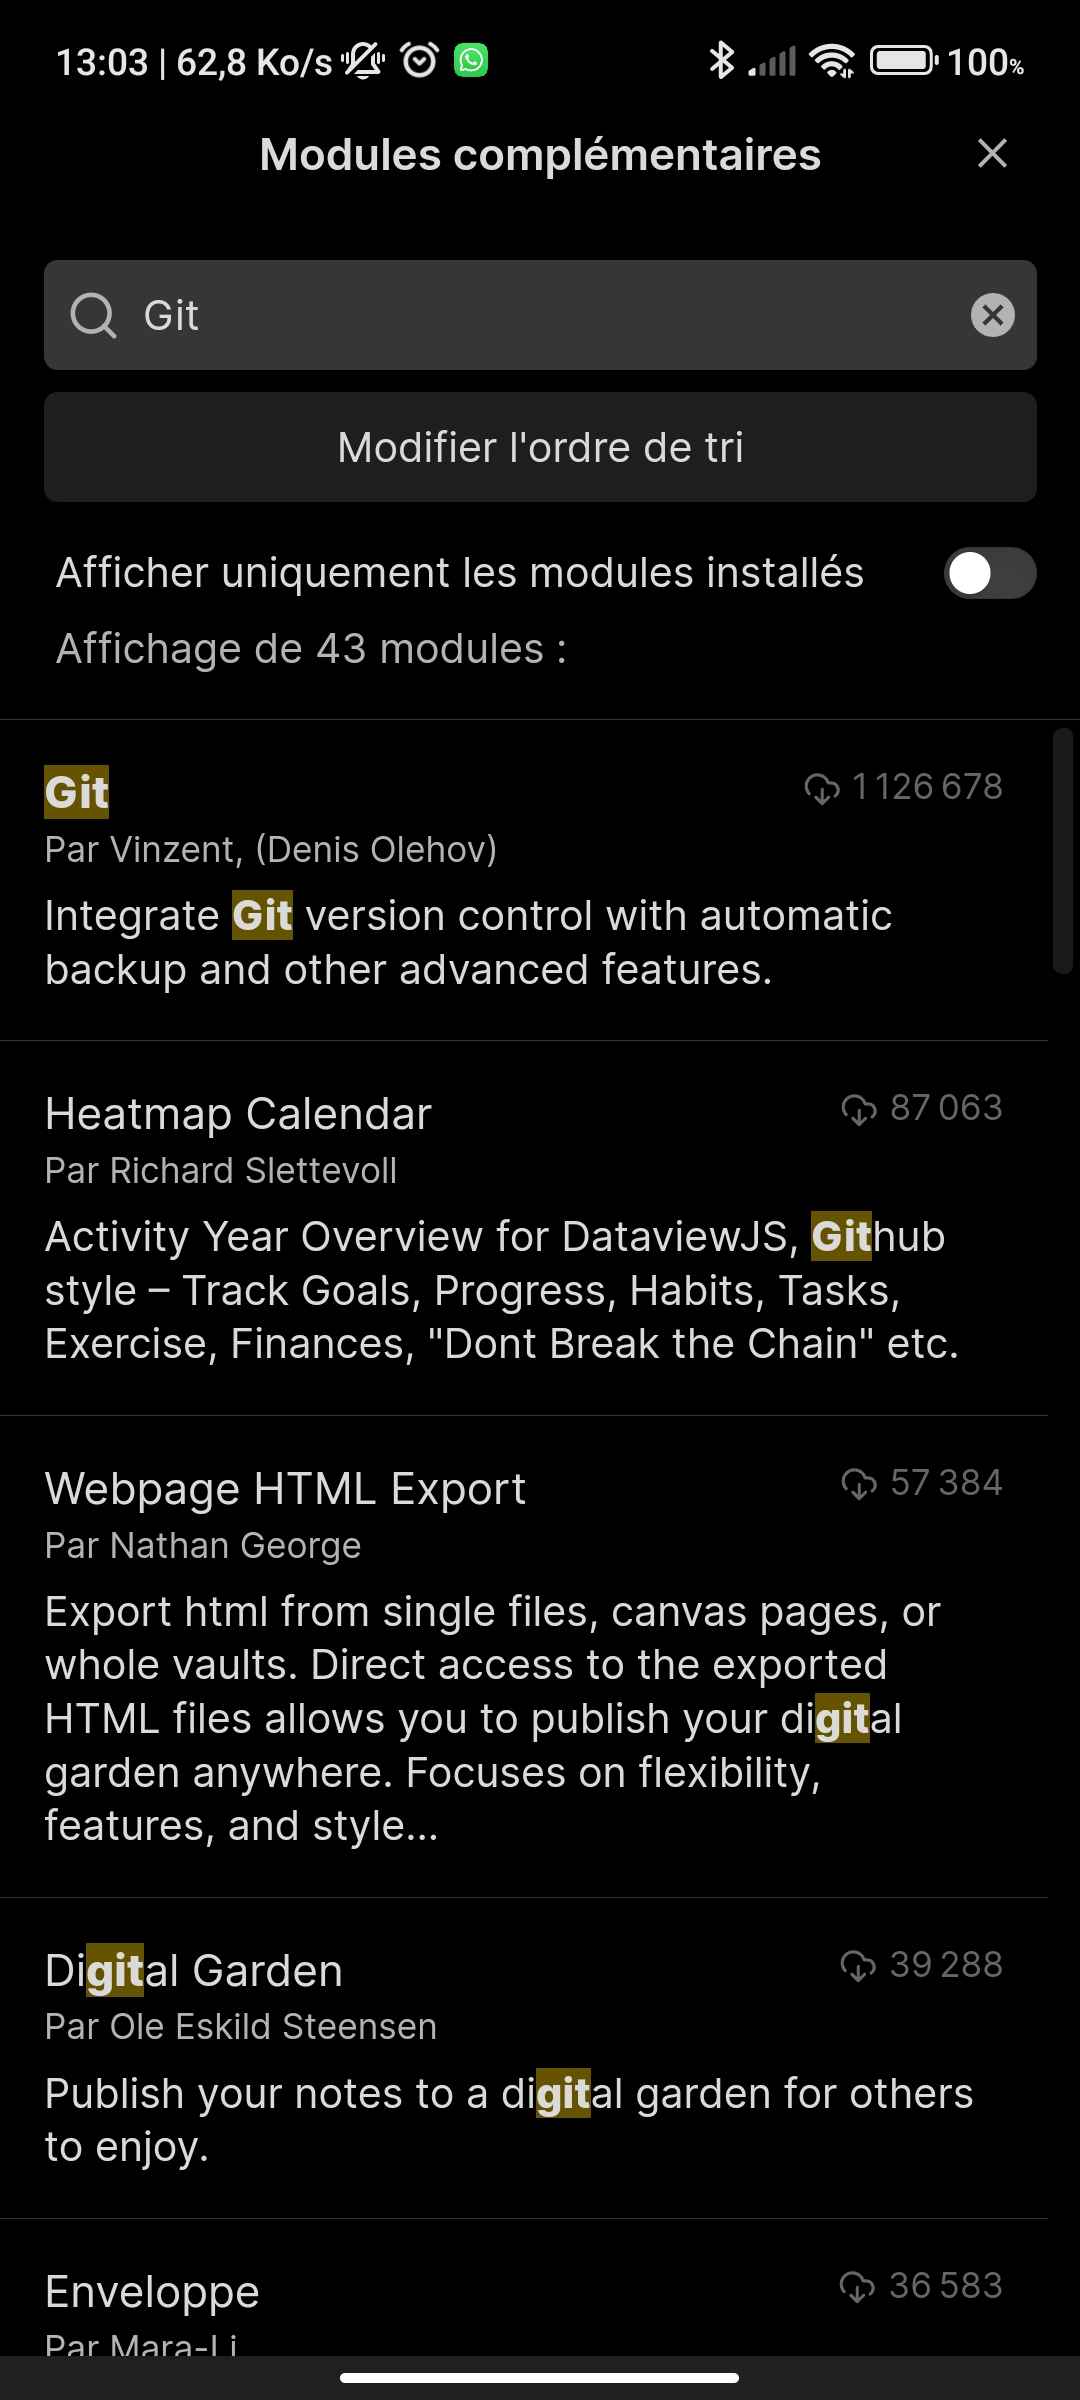 13:03 | 62,8 Ko/s 100%
Modules complémentaires
Git
Modifier l'ordre de tri
Afficher uniquement les modules installés
Affichage de 43 modules :
Git 1 126 678
Par Vinzent, (Denis Olehov)
Integrate Git version control with automatic
backup and other advanced features.
Heatmap Calendar 87 063
Par Richard Slettevoll
Activity Year Overview for DataviewJS, Github
style – Track Goals, Progress, Habits, Tasks,
Exercise, Finances, "Dont Break the Chain" etc.
Webpage HTML Export 57 384
Par Nathan George
Export html from single files, canvas pages, or
whole vaults. Direct access to the exported
HTML files allows you to publish your digital
garden anywhere. Focuses on flexibility,
features, and style...
Digital Garden 39 288
Par Ole Eskild Steensen
Publish your notes to a digital garden for others
to enjoy.
Enveloppe 36 583
Par Mara-Li